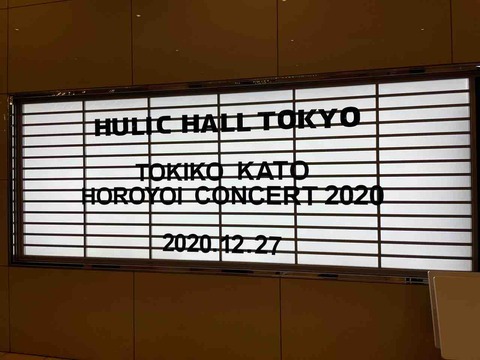 HULIC HALL TOKYO
TOKIKO KATO
HOROYOI CONCERT 2020
2020.12.27